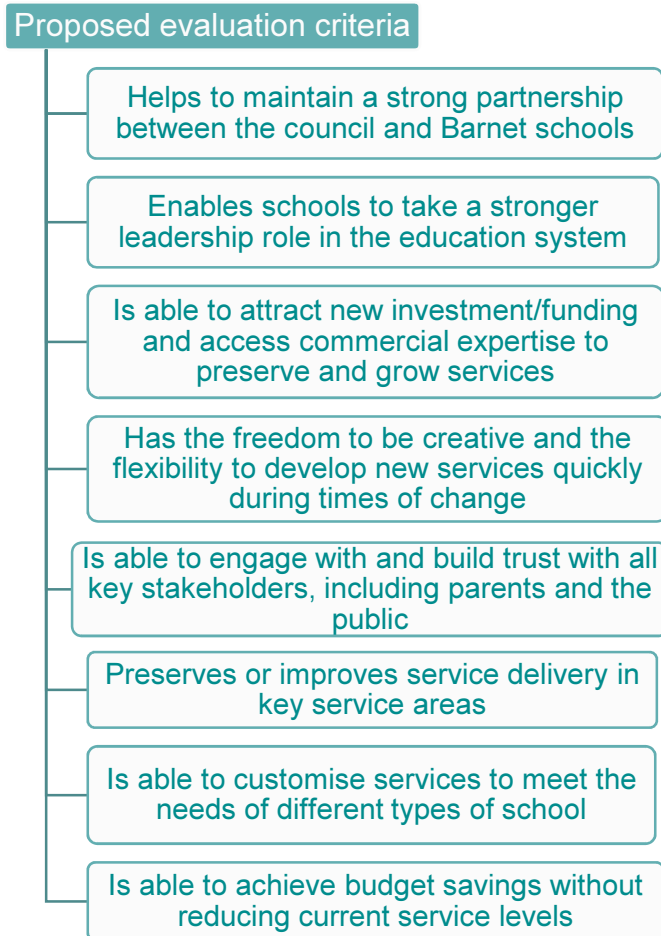 Proposed evaluation criteria
Helps to maintain a strong partnership
between the council and Barnet schools
Enables schools to take a stronger
leadership role in the education system
Is able to attract new investment/funding
and access commercial expertise to
preserve and grow services
Has the freedom to be creative and the
flexibility to develop new services quickly
during times of change
Is able to engage with and build trust with all
key stakeholders, including parents and the
public
Preserves or improves service delivery in
key service areas
Is able to customise services to meet the
needs of different types of school
Is able to achieve budget savings without
reducing current service levels